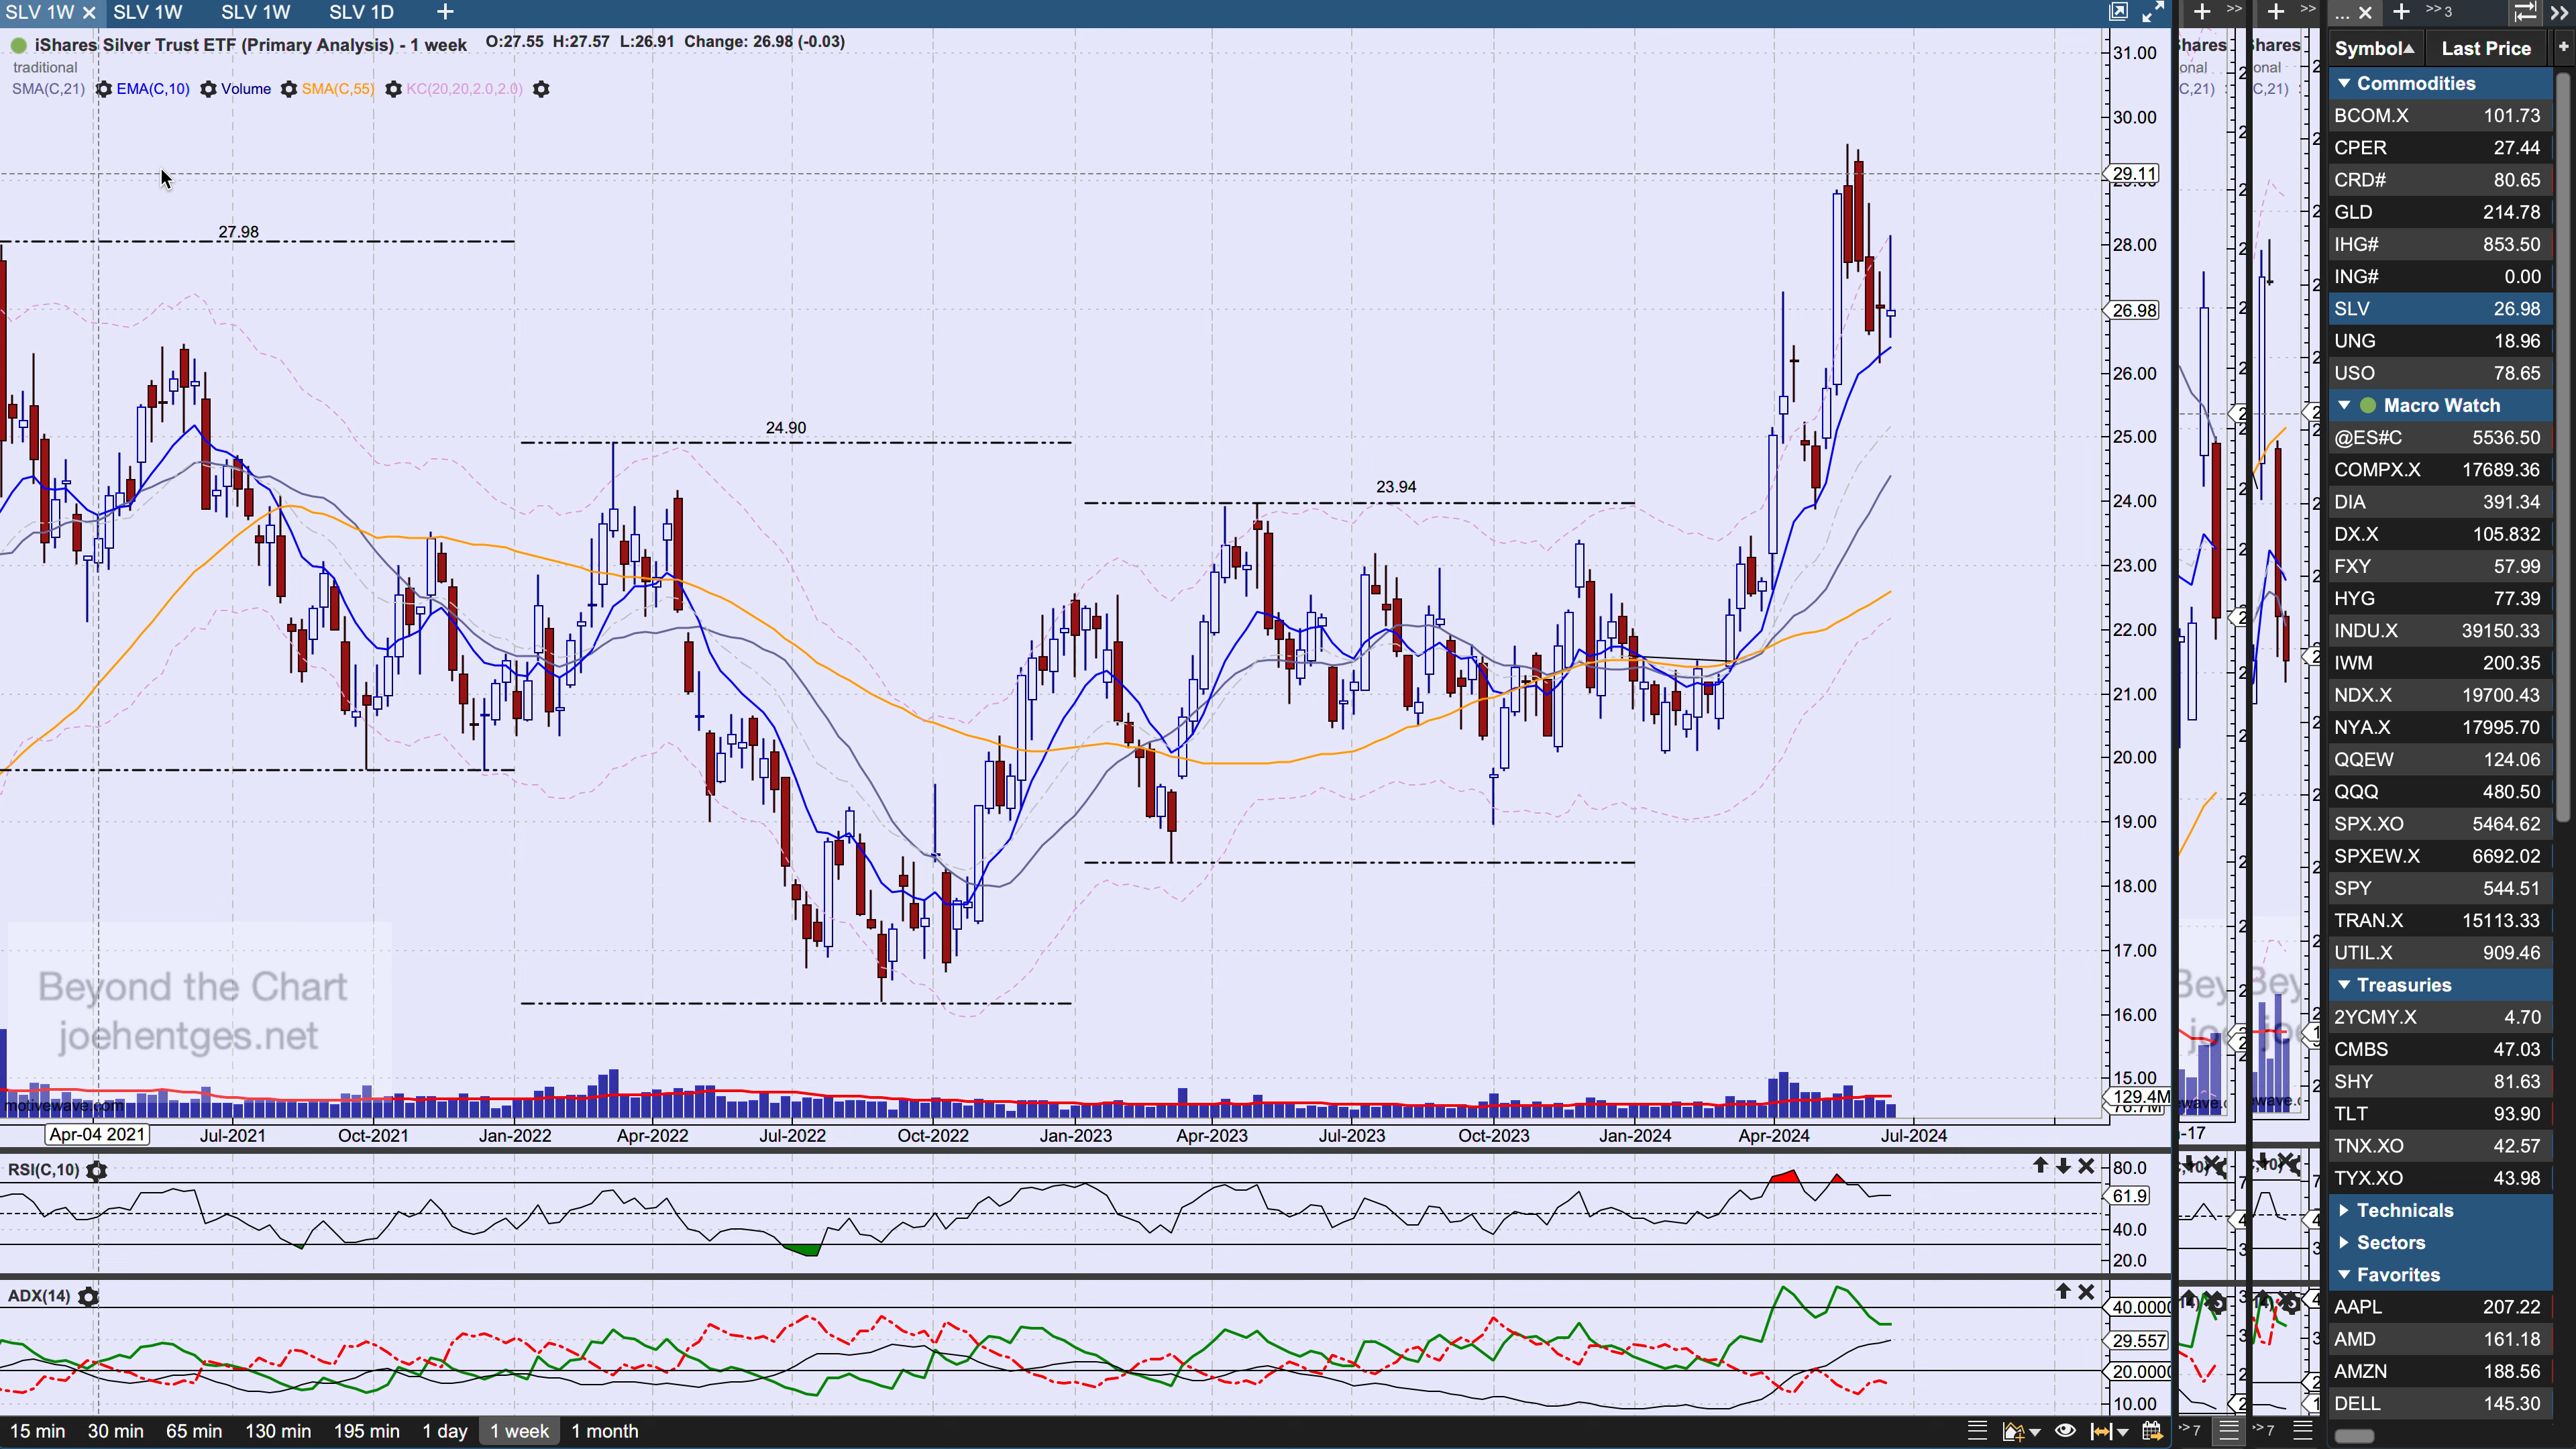 SLV 1W SLV 1W SLV 1W SLV 1D
iShares Silver Trust ETF (Primary Analysis) - 1 week O:27.55 H:27.57 L:26.91 Change: 26.98 (-0.03)
traditional
SMA(C,21) EMA(C,10) Volume SMA(C,55) KC(20,20,2.0,2.0)
27.98
24.90
23.94
31.00
30.00
29.11
28.00
26.98
26.00
25.00
24.00
23.00
22.00
21.00
20.00
19.00
18.00
17.00
16.00
15.00
129.4M
Beyond the Chart
joehentges.net
motivewave.com
Apr-04 2021 Jul-2021 Oct-2021 Jan-2022 Apr-2022 Jul-2022 Oct-2022 Jan-2023 Apr-2023 Jul-2023 Oct-2023 Jan-2024 Apr-2024 Jul-2024
RSI(C,10)
80.0
61.9
40.0
20.0
ADX(14)
40.0000
29.557
20.0000
10.00
15 min 30 min 65 min 130 min 195 min 1 day 1 week 1 month
Symbol Last Price
Commodities
BCOM.X 101.73
CPER 27.44
CRD# 80.65
GLD 214.78
IHG# 853.50
ING# 0.00
SLV 26.98
UNG 18.96
USO 78.65
Macro Watch
@ES#C 5536.50
COMPX.X 17689.36
DIA 391.34
DX.X 105.832
FXY 57.99
HYG 77.39
INDU.X 39150.33
IWM 200.35
NDX.X 19700.43
NYA.X 17995.70
QQEW 124.06
QQQ 480.50
SPX.XO 5464.62
SPXEW.X 6692.02
SPY 544.51
TRAN.X 15113.33
UTIL.X 909.46
Treasuries
2YCMY.X 4.70
CMBS 47.03
SHY 81.63
TLT 93.90
TNX.XO 42.57
TYX.XO 43.98
Technicals
Sectors
Favorites
AAPL 207.22
AMD 161.18
AMZN 188.56
DELL 145.30